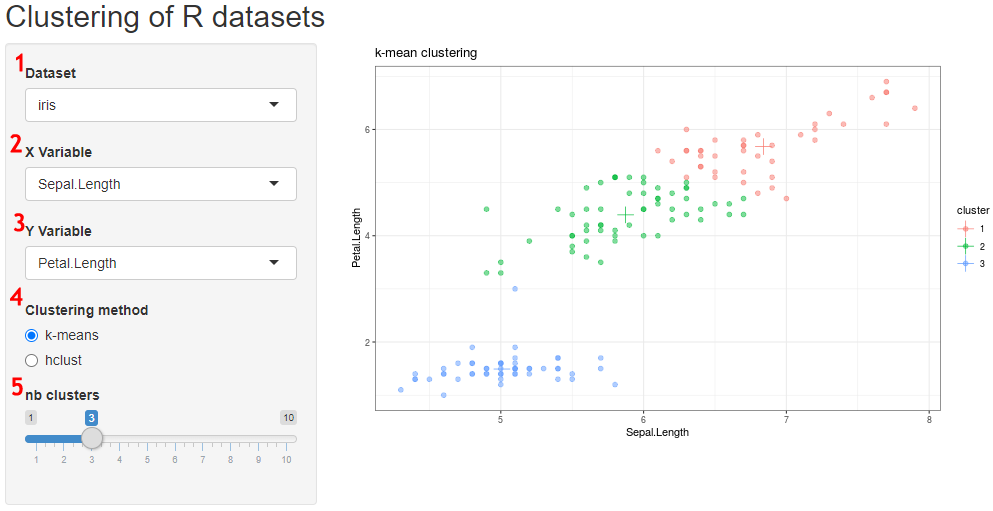 Clustering of R datasets
1
Dataset
iris
2
X Variable
Sepal.Length
3
Y Variable
Petal.Length
4
Clustering method
k-means
hclust
5
nb clusters
1 3 10
1 2 3 4 5 6 7 8 9 10
k-mean clustering
Petal.Length
6
4
2
5 6 7 8
Sepal.Length
cluster
1
2
3